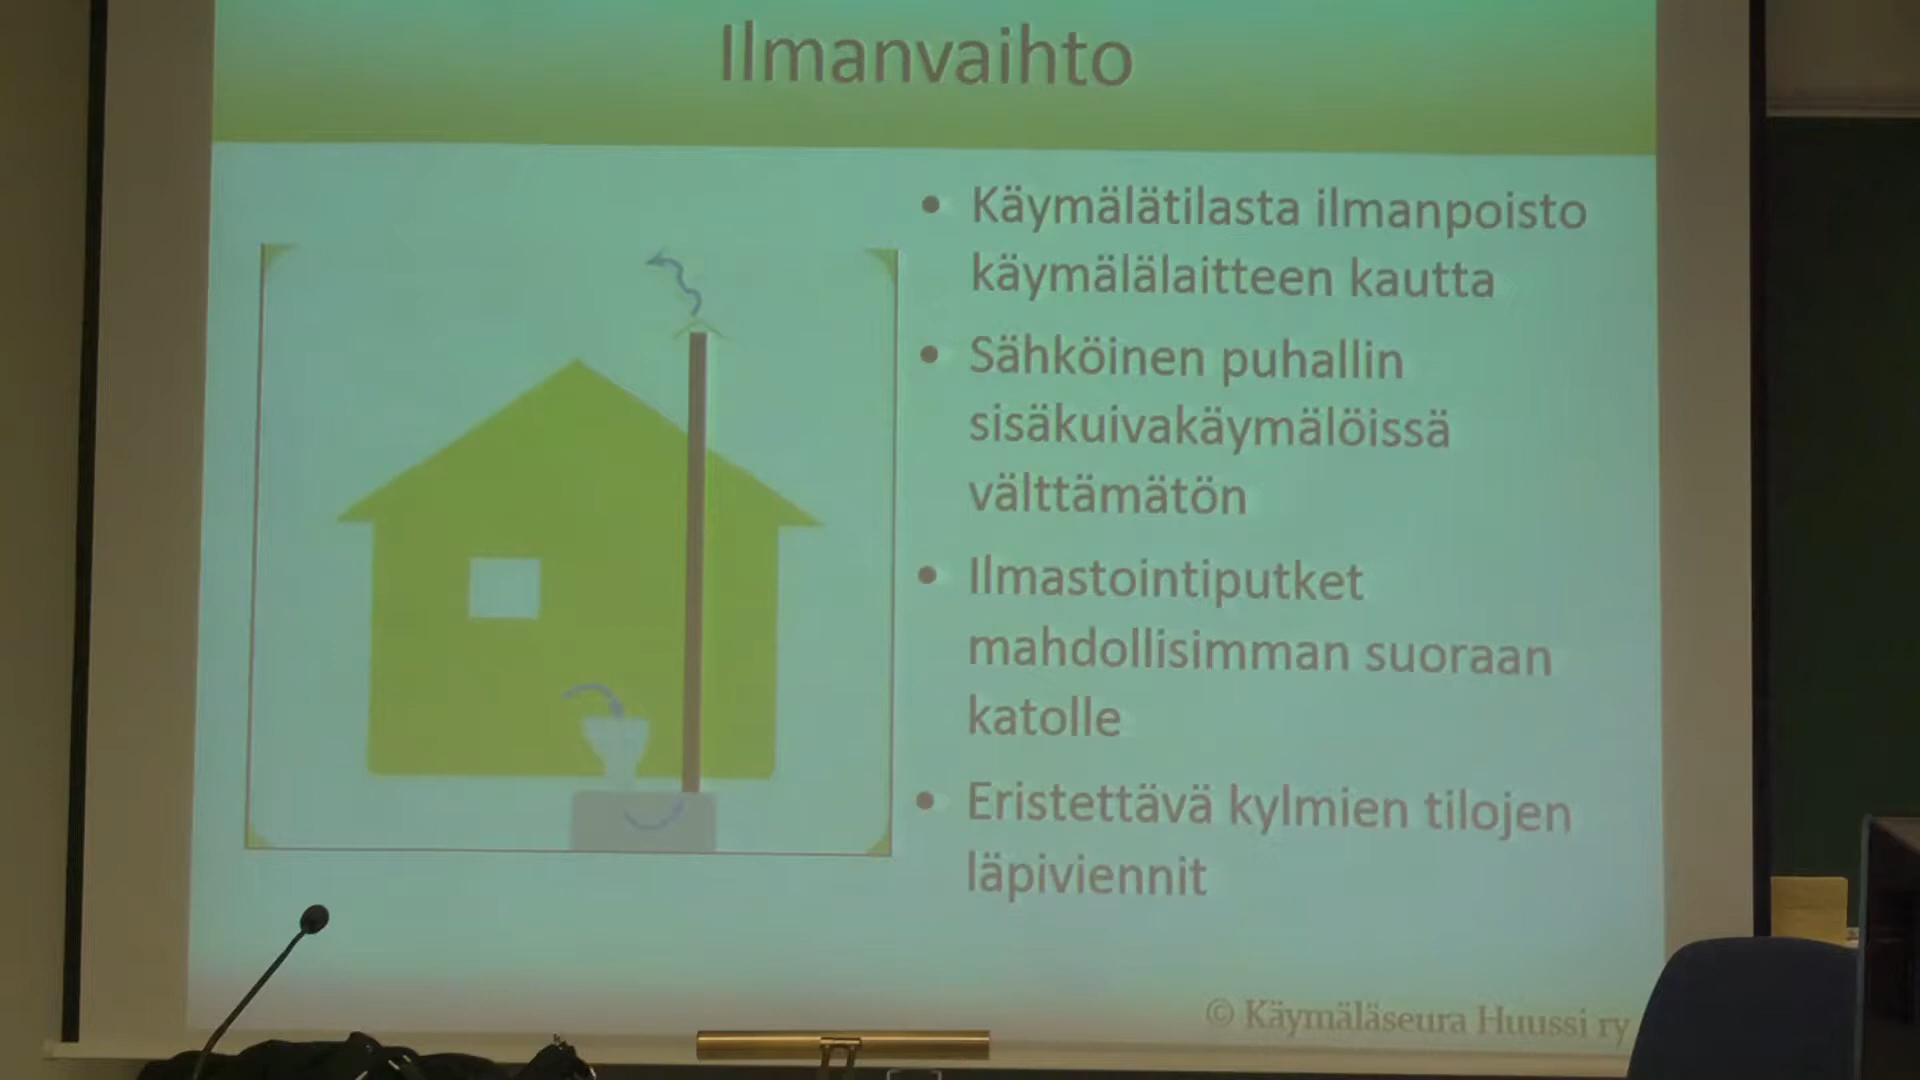 Ilmanvaihto
• Käymälätilasta ilmanpoisto
käymälälaitteen kautta
• Sähköinen puhallin
sisäkuivakäymälöissä
välttämätön
• Ilmastointiputket
mahdollisimman suoraan
katolle
• Eristettävä kylmien tilojen
läpiviennit
© Käymäläseura Huussi ry